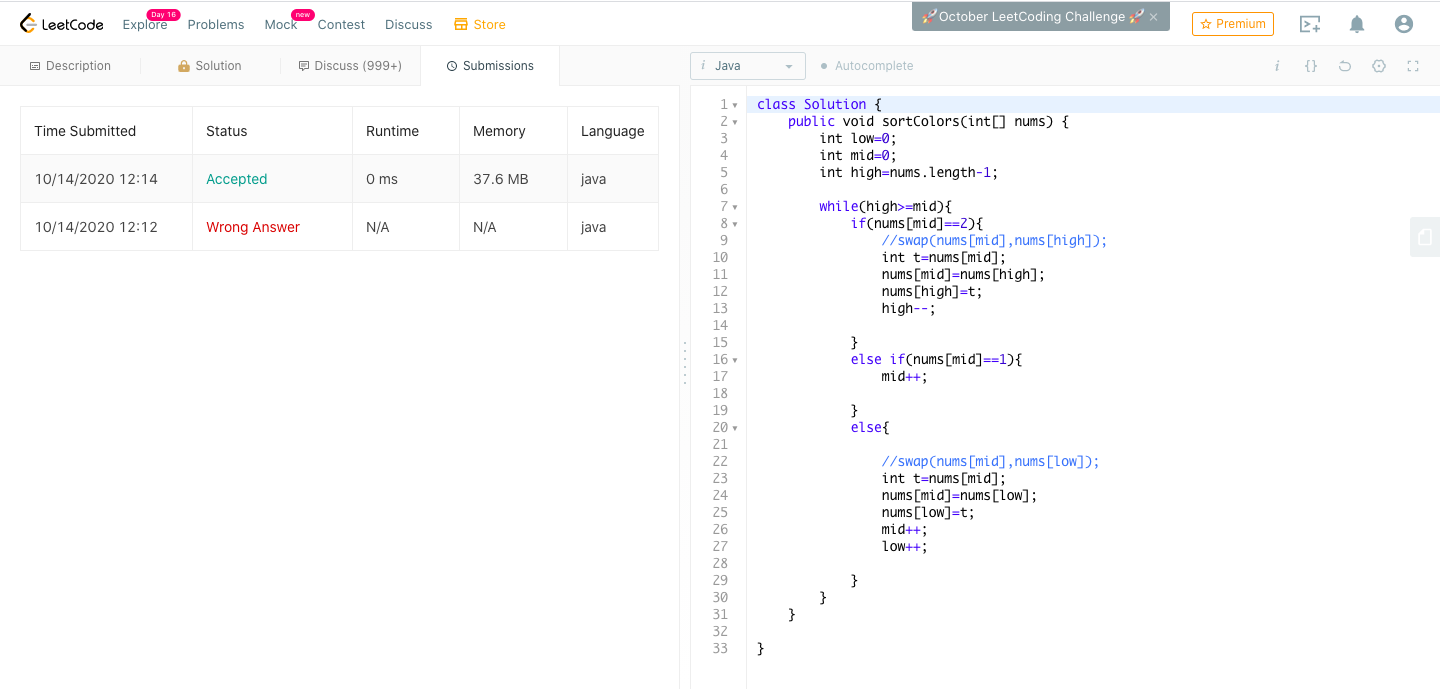 LeetCode Explore Day 16 Problems Mock new Contest Discuss Store 🚀October LeetCoding Challenge 🚀 × Premium
Description Solution Discuss (999+) Submissions i Java Autocomplete i {}
Time Submitted Status Runtime Memory Language
10/14/2020 12:14 Accepted 0 ms 37.6 MB java
10/14/2020 12:12 Wrong Answer N/A N/A java
1 class Solution {
2     public void sortColors(int[] nums) {
3         int low=0;
4         int mid=0;
5         int high=nums.length-1;
6
7         while(high>=mid){
8             if(nums[mid]==2){
9                 //swap(nums[mid],nums[high]);
10                 int t=nums[mid];
11                 nums[mid]=nums[high];
12                 nums[high]=t;
13                 high--;
14
15             }
16             else if(nums[mid]==1){
17                 mid++;
18
19             }
20             else{
21
22                 //swap(nums[mid],nums[low]);
23                 int t=nums[mid];
24                 nums[mid]=nums[low];
25                 nums[low]=t;
26                 mid++;
27                 low++;
28
29             }
30         }
31     }
32
33 }